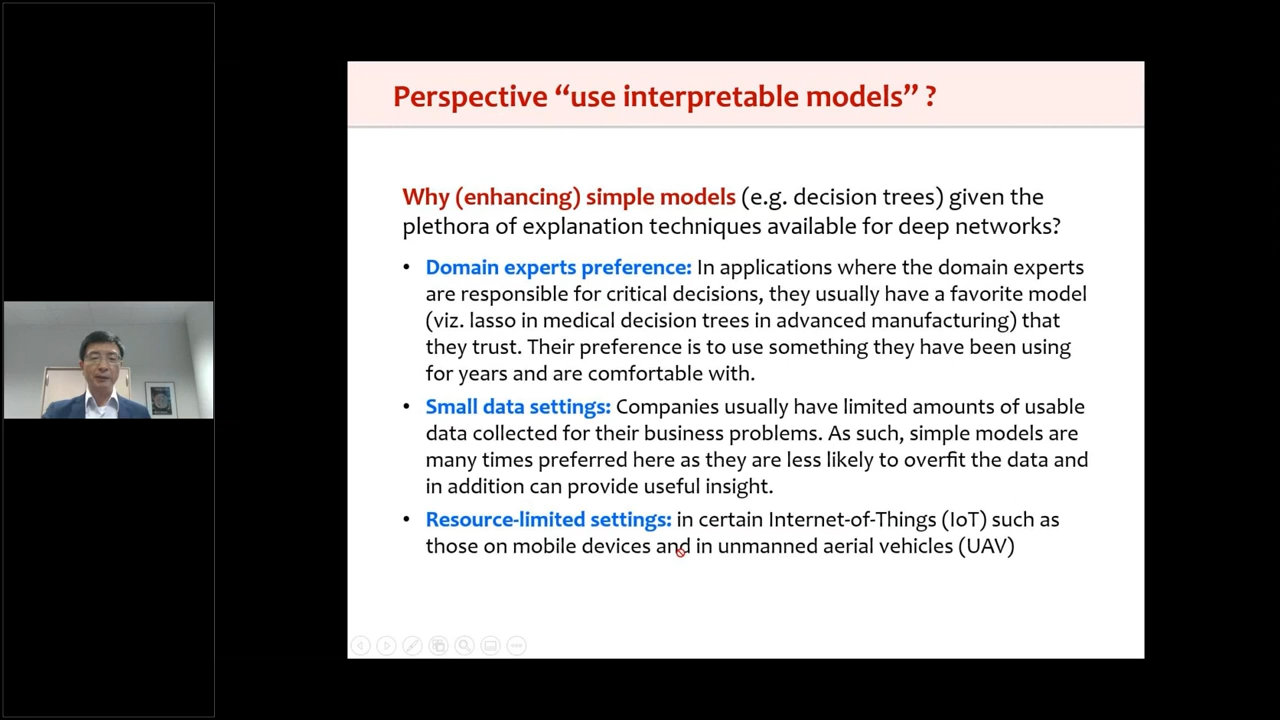 Perspective “use interpretable models” ?
Why (enhancing) simple models (e.g. decision trees) given the
plethora of explanation techniques available for deep networks?
• Domain experts preference: In applications where the domain experts
are responsible for critical decisions, they usually have a favorite model
(viz. lasso in medical decision trees in advanced manufacturing) that
they trust. Their preference is to use something they have been using
for years and are comfortable with.
• Small data settings: Companies usually have limited amounts of usable
data collected for their business problems. As such, simple models are
many times preferred here as they are less likely to overfit the data and
in addition can provide useful insight.
• Resource-limited settings: in certain Internet-of-Things (IoT) such as
those on mobile devices and in unmanned aerial vehicles (UAV)